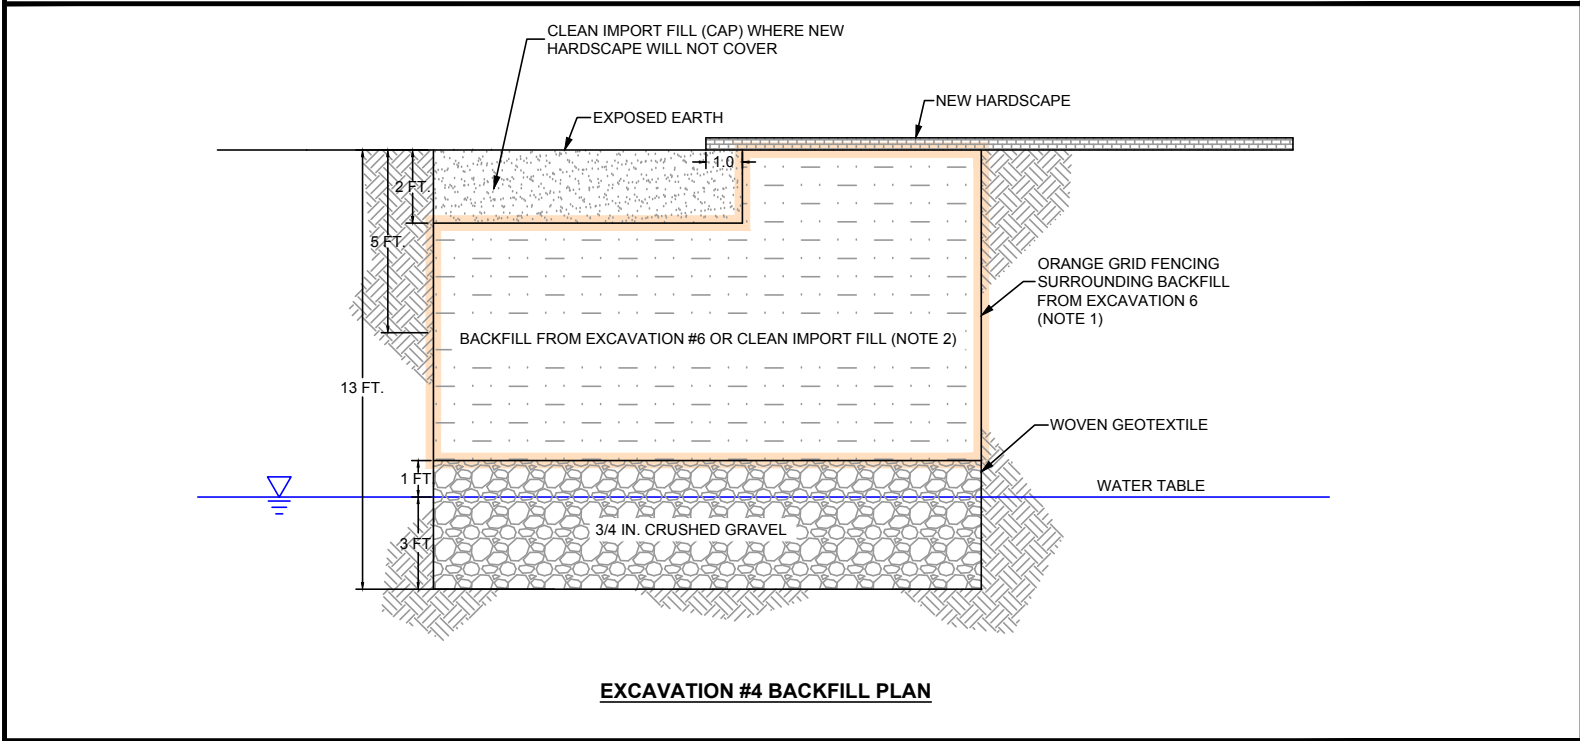 CLEAN IMPORT FILL (CAP) WHERE NEW
HARDSCAPE WILL NOT COVER
NEW HARDSCAPE
EXPOSED EARTH
1.0
2 FT.
5 FT.
ORANGE GRID FENCING
SURROUNDING BACKFILL
FROM EXCAVATION 6
(NOTE 1)
BACKFILL FROM EXCAVATION #6 OR CLEAN IMPORT FILL (NOTE 2)
13 FT.
WOVEN GEOTEXTILE
1 FT
WATER TABLE
3/4 IN. CRUSHED GRAVEL
3 FT
EXCAVATION #4 BACKFILL PLAN